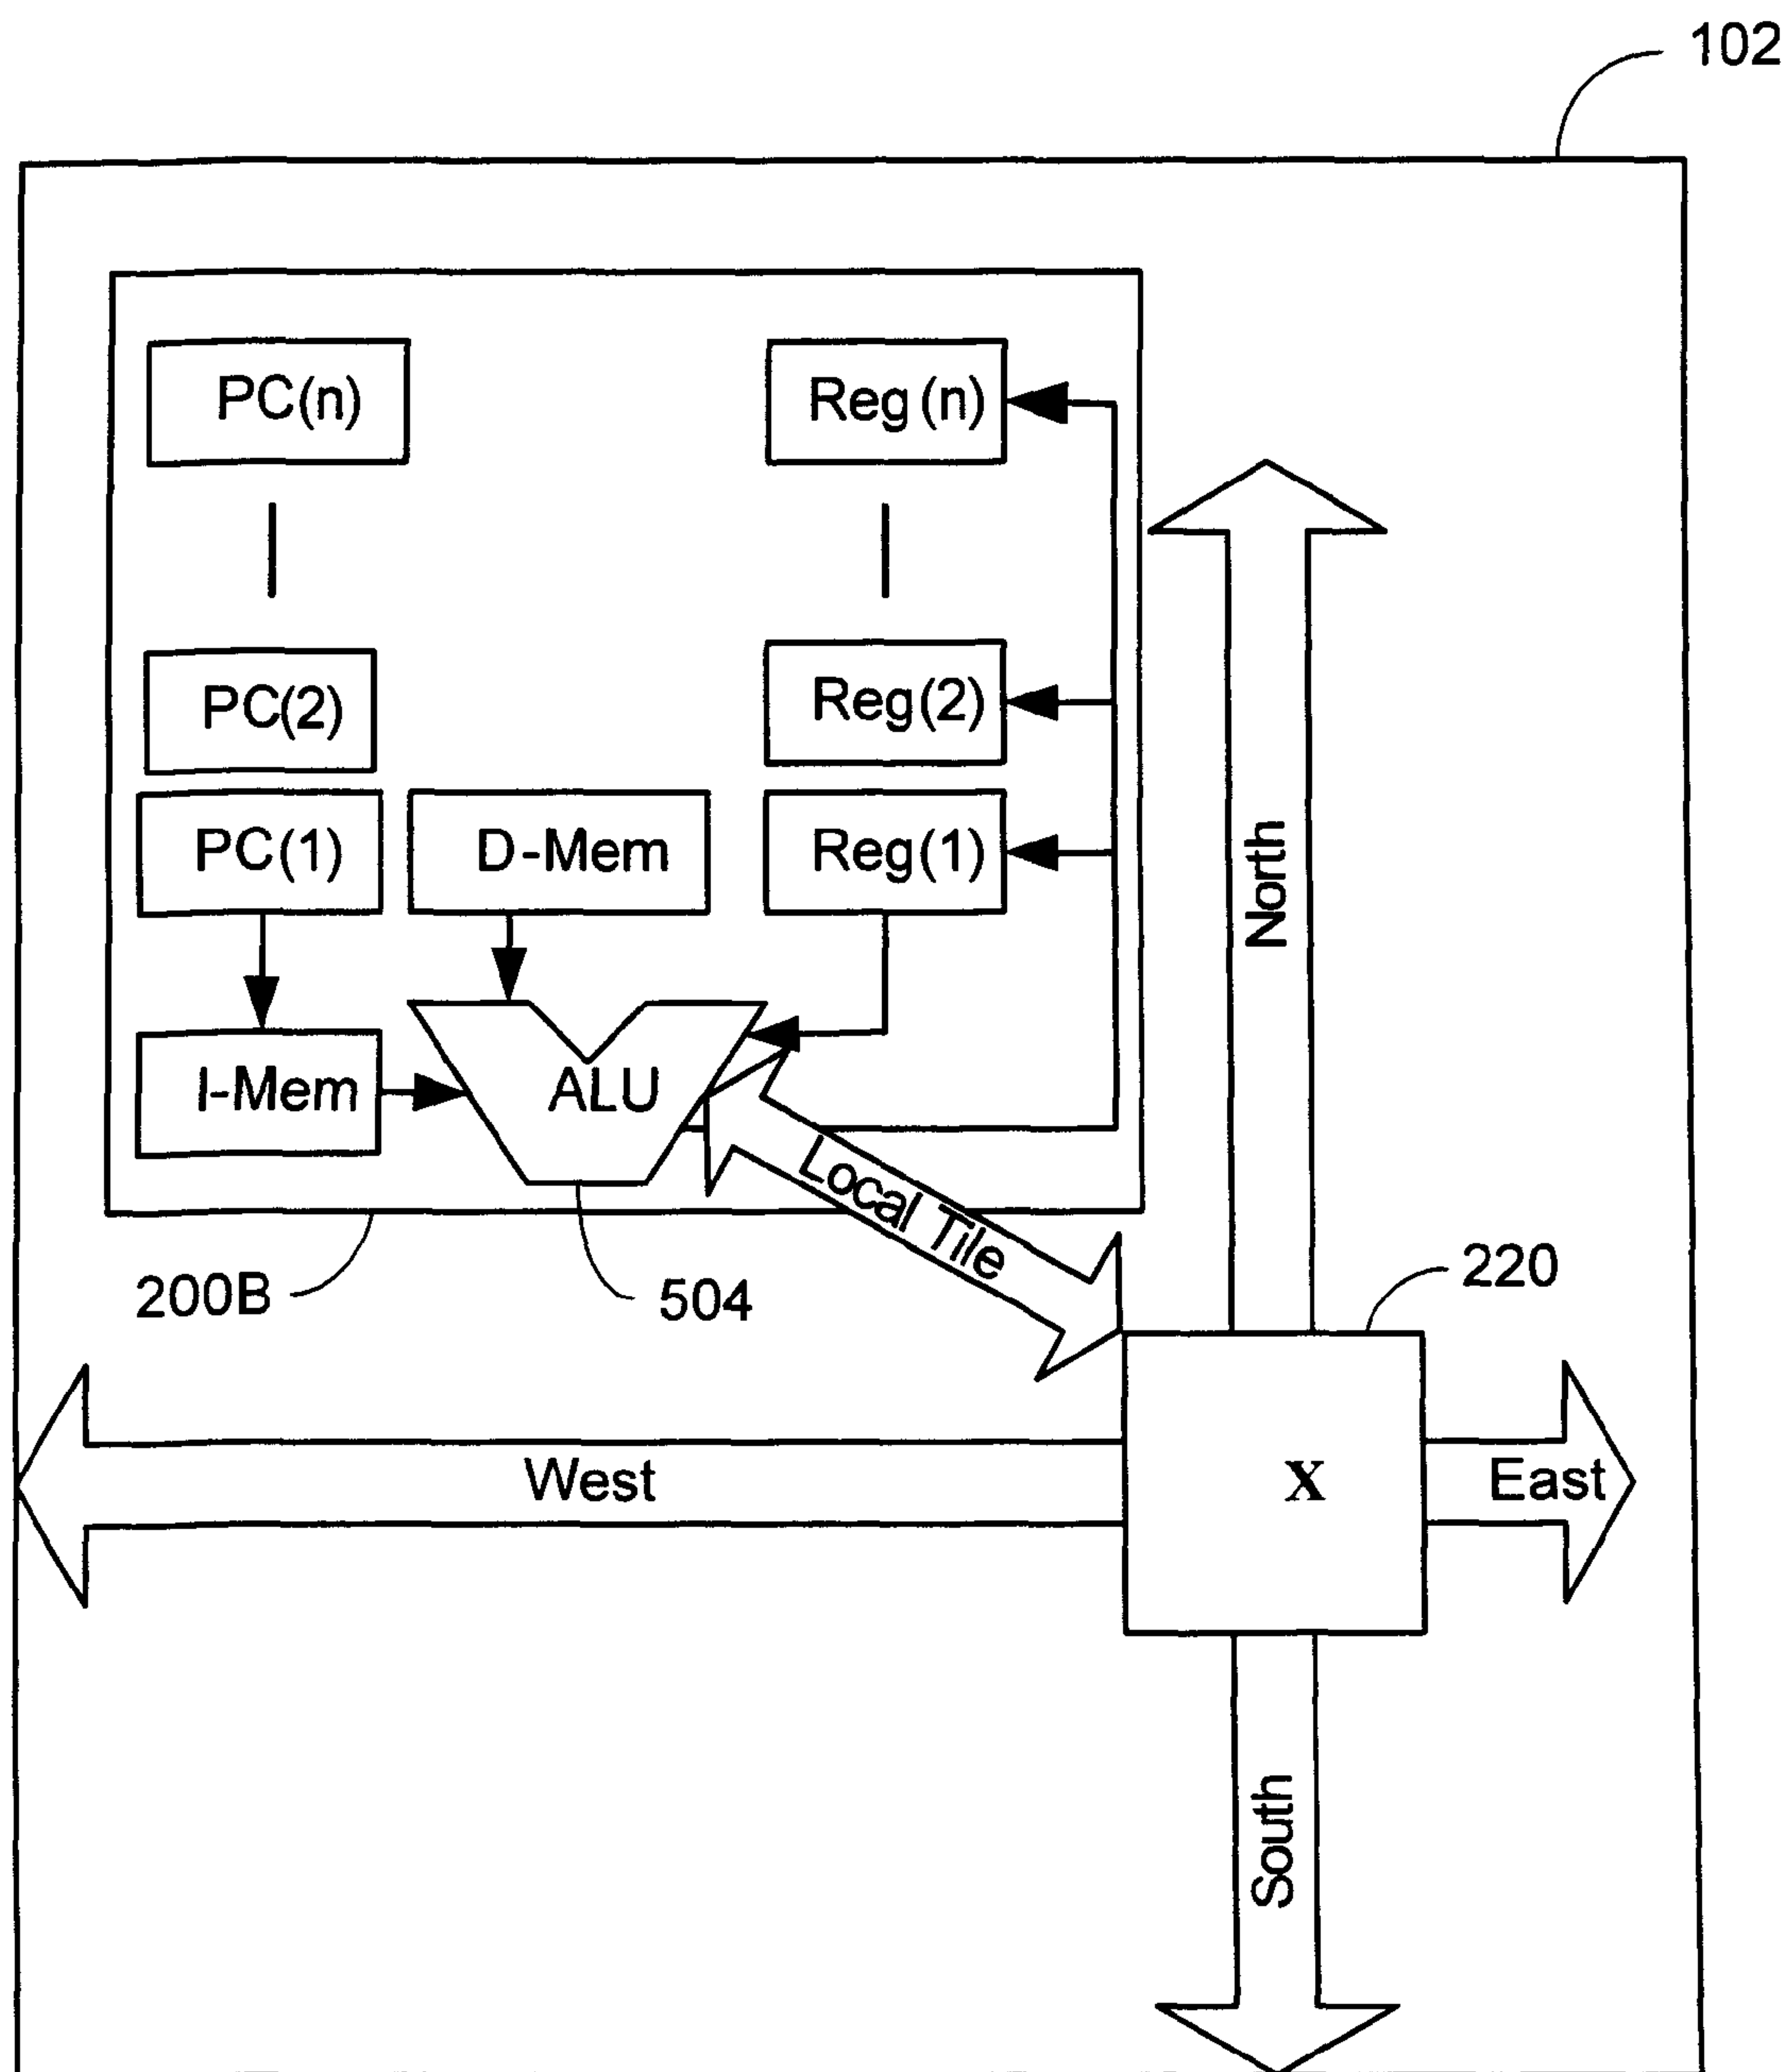 102
PC(n)
Reg(n)
PC(2)
Reg(2)
PC(1)
D-Mem
Reg(1)
North
I-Mem
ALU
Local Tile
200B
504
220
West
X
East
South